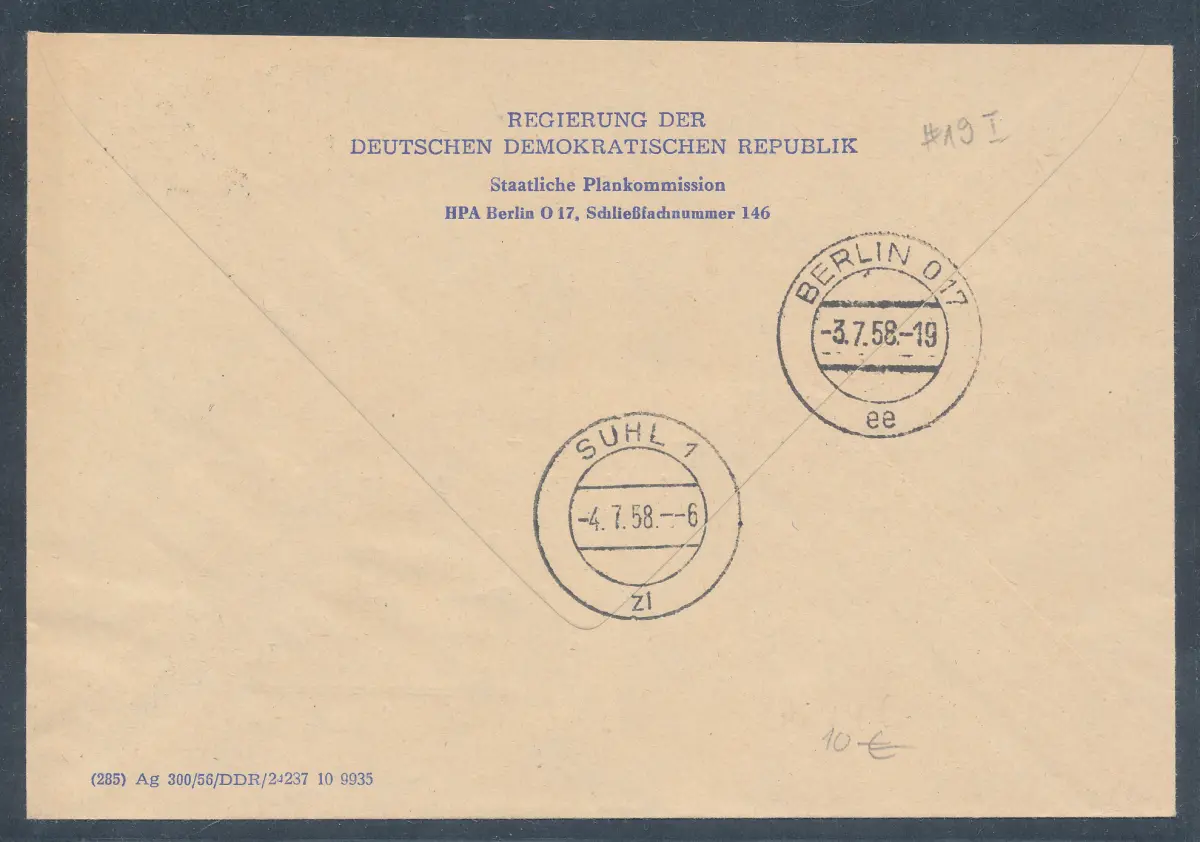 REGIERUNG DER
DEUTSCHEN DEMOKRATISCHEN REPUBLIK
#19 I
Staatliche Plankommission
HPA Berlin O 17, Schließfachnummer 146
BERLIN O 17
-3.7.58.-19
ee
SUHL 1
-4.7.58.--6
zl
10 €
(285) Ag 300/56/DDR/24237 10 9935